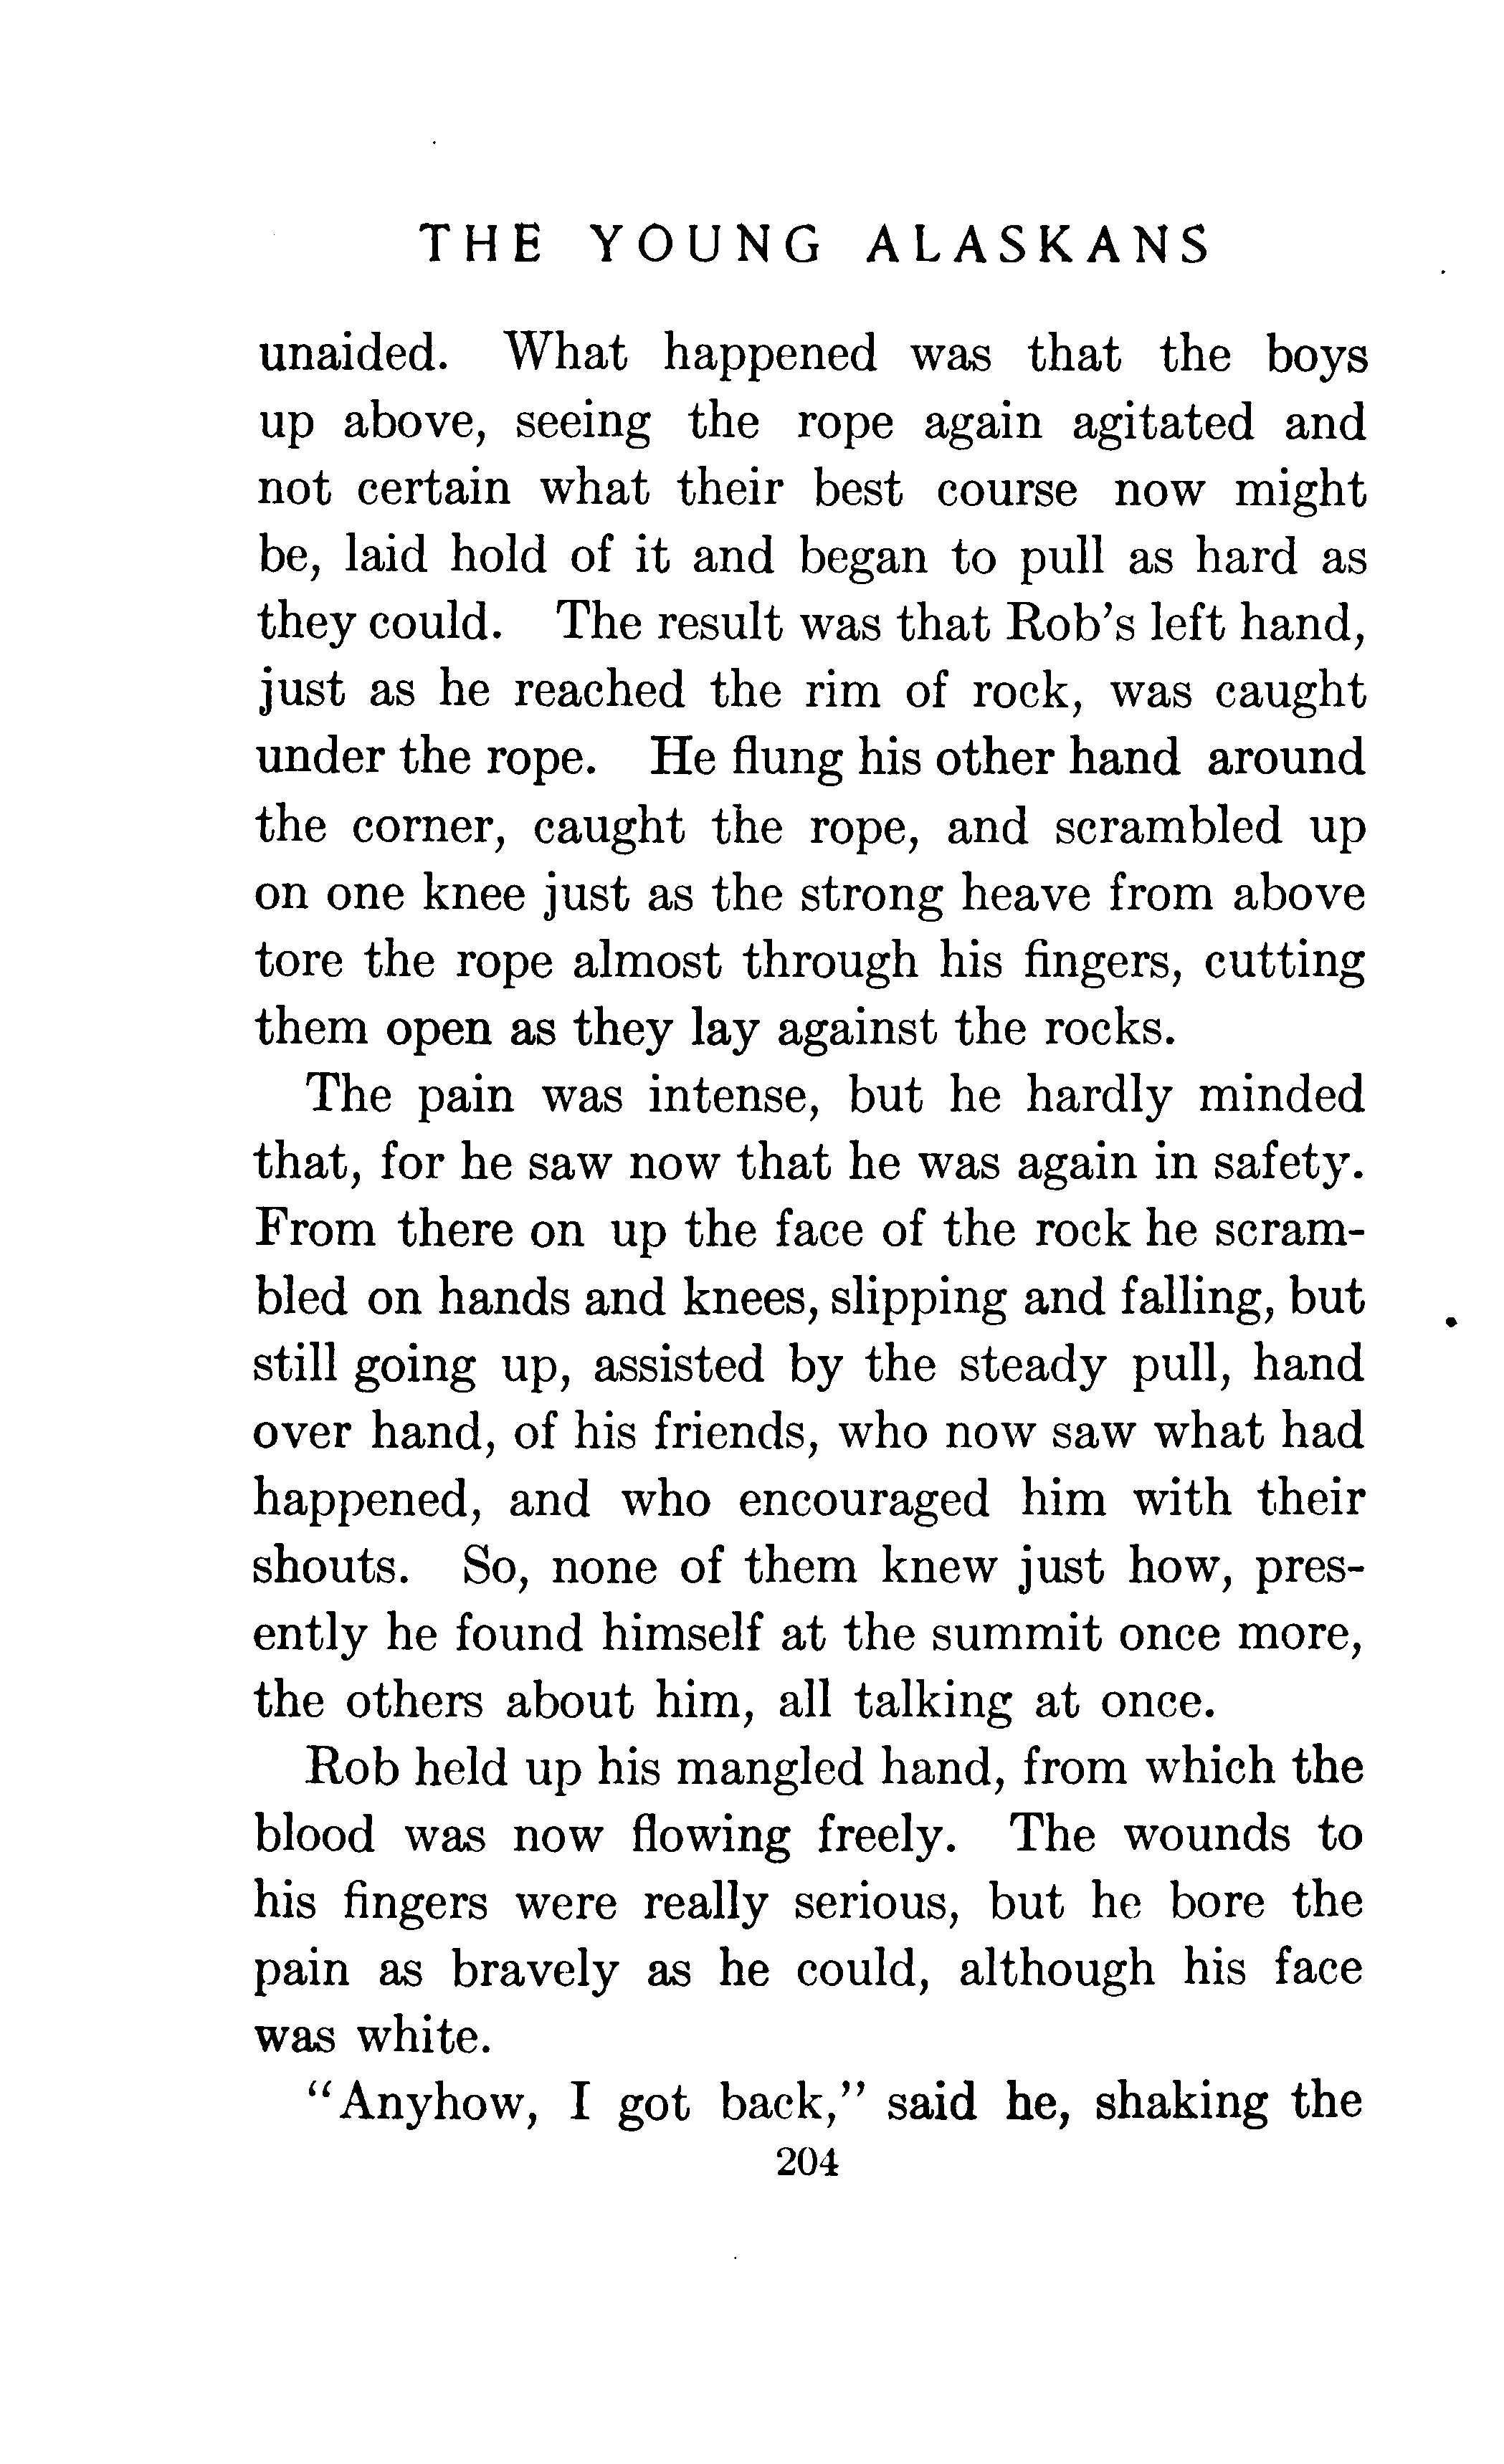 THE YOUNG ALASKANS
unaided. What happened was that the boys
up above, seeing the rope again agitated and
not certain what their best course now might
be, laid hold of it and began to pull as hard as
they could. The result was that Rob's left hand,
just as he reached the rim of rock, was caught
under the rope. He flung his other hand around
the corner, caught the rope, and scrambled up
on one knee just as the strong heave from above
tore the rope almost through his fingers, cutting
them open as they lay against the rocks.
The pain was intense, but he hardly minded
that, for he saw now that he was again in safety.
From there on up the face of the rock he scram-
bled on hands and knees, slipping and falling, but
still going up, assisted by the steady pull, hand
over hand, of his friends, who now saw what had
happened, and who encouraged him with their
shouts. So, none of them knew just how, pres-
ently he found himself at the summit once more,
the others about him, all talking at once.
Rob held up his mangled hand, from which the
blood was now flowing freely. The wounds to
his fingers were really serious, but he bore the
pain as bravely as he could, although his face
was white.
"Anyhow, I got back," said he, shaking the
204